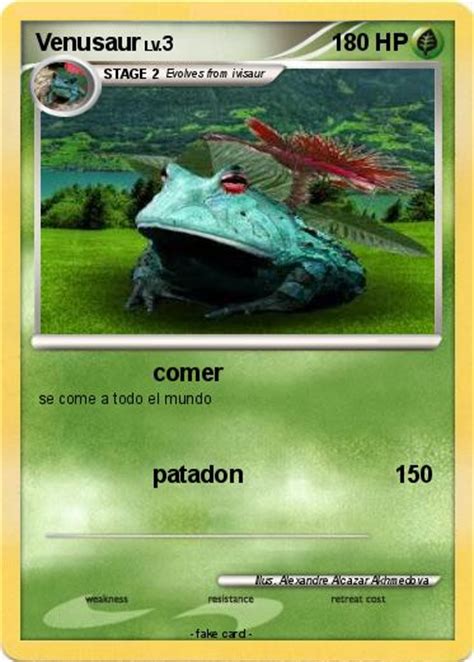 Venusaur LV.3 180 HP
STAGE 2 Evolves from ivisaur
comer
se come a todo el mundo
patadon 150
Illus. Alexandre Alcazar Akhmedova
weakness resistance retreat cost
- fake card -